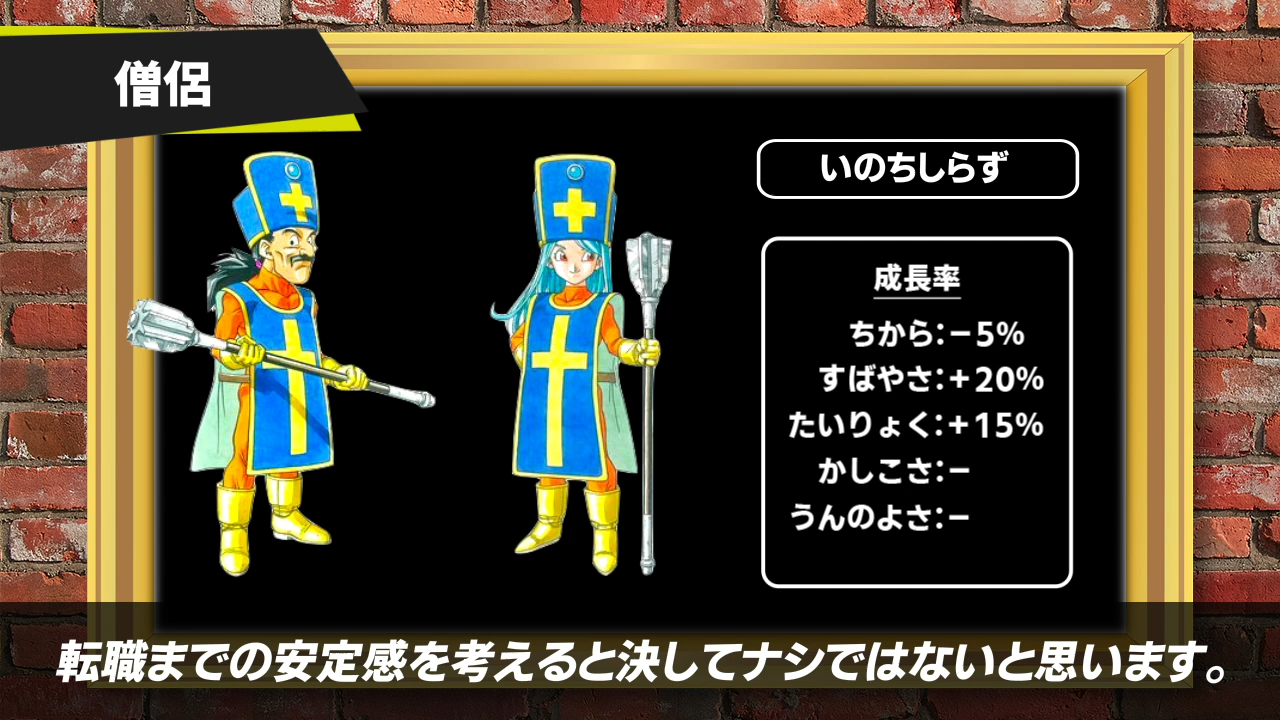 僧侶
いのちしらず
成長率
ちから:−5%
すばやさ:+20%
たいりょく:+15%
かしこさ:−
うんのよさ:−
転職までの安定感を考えると決してナシではないと思います。